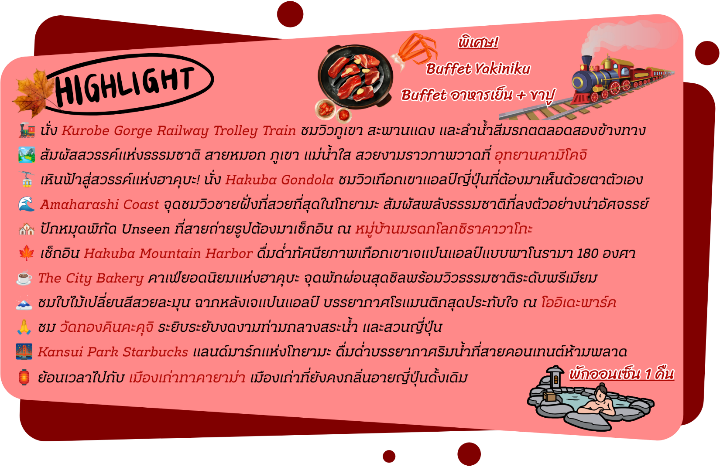 พิเศษ!
Buffet Yakiniku
Buffet อาหารเย็น + ขาปู
HIGHLIGHT
นั่ง Kurobe Gorge Railway Trolley Train ชมวิวภูเขา สะพานแดง และลำน้ำสีมรกตตลอดสองข้างทาง
สัมผัสสวรรค์แห่งธรรมชาติ สายหมอก ภูเขา แม่น้ำใส สวยงามราวภาพวาดที่ อุทยานคามิโคจิ
เหินฟ้าสู่สวรรค์แห่งฮาคุบะ! นั่ง Hakuba Gondola ชมวิวเทือกเขาแอลป์ญี่ปุ่นที่ต้องมาเห็นด้วยตาตัวเอง
Amaharashi Coast จุดชมวิวชายฝั่งที่สวยที่สุดในโทยามะ สัมผัสพลังธรรมชาติที่ลงตัวอย่างน่าอัศจรรย์
ปักหมุดพิกัด Unseen ที่สายถ่ายรูปต้องมาเช็กอิน ณ หมู่บ้านมรดกโลกชิราคาวาโกะ
เช็กอิน Hakuba Mountain Harbor ดื่มด่ำทัศนียภาพเทือกเขาเจแปนแอลป์แบบพาโนรามา 180 องศา
The City Bakery คาเฟ่ยอดนิยมแห่งฮาคุบะ จุดพักผ่อนสุดชิลพร้อมวิวธรรมชาติระดับพรีเมียม
ชมใบไม้เปลี่ยนสีสวยละมุน ฉากหลังเจแปนแอลป์ บรรยากาศโรแมนติกสุดประทับใจ ณ โออิเดะพาร์ค
ชม วัดทองคินคะคุจิ ระยิบระยับงดงามท่ามกลางสระน้ำ และสวนญี่ปุ่น
Kansui Park Starbucks แลนด์มาร์กแห่งโทยามะ ดื่มด่ำบรรยากาศริมน้ำที่สายคอนเทนต์ห้ามพลาด
ย้อนเวลาไปกับ เมืองเก่าทาคายาม่า เมืองเก่าที่ยังคงกลิ่นอายญี่ปุ่นดั้งเดิม
พักออนเซ็น 1 คืน